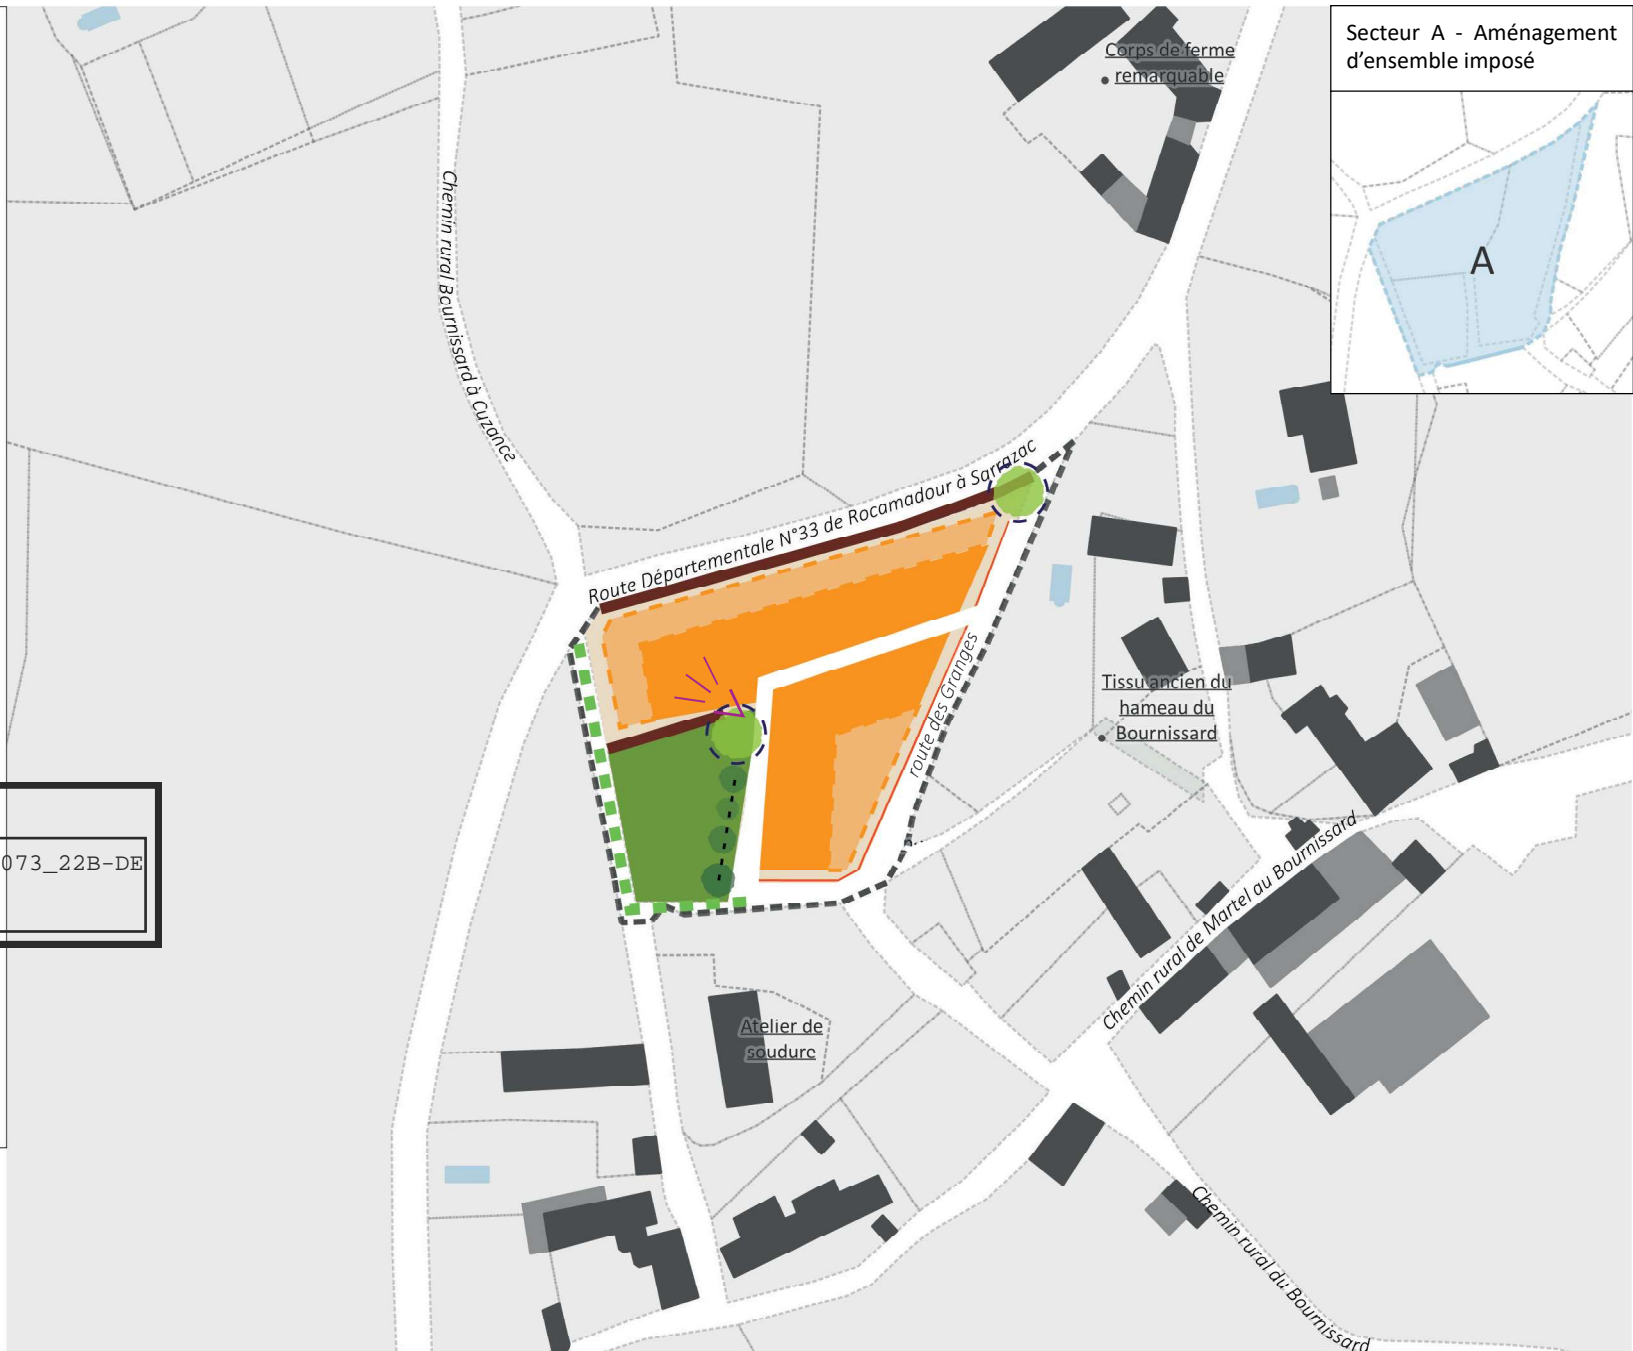 Corps de ferme
remarquable
Secteur A - Aménagement
d'ensemble imposé
A
Chemin rural Bournissard à Cuzance
Route Départementale N°33 de Rocamadour à Sarrazac
route des Granges
Tissu ancien du
hameau du
Bournissard
073_22B-DE
Chemin rural de Martel au Bournissard
Atelier de
soudure
Chemin rural du Bournissard